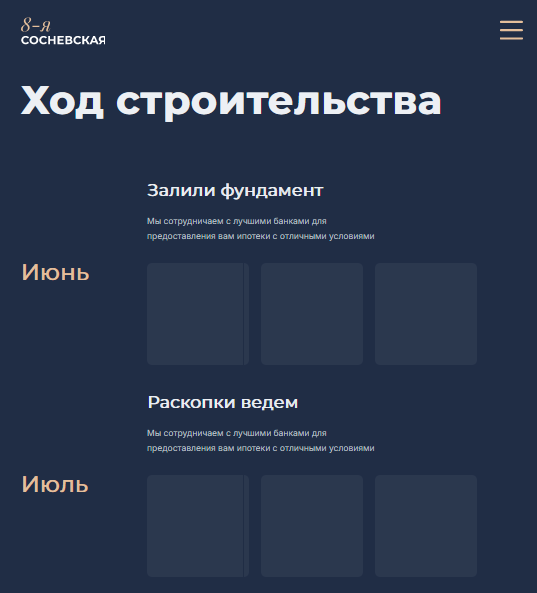 8-я
СОСНЕВСКАЯ
Ход строительства
Залили фундамент
Мы сотрудничаем с лучшими банками для
предоставления вам ипотеки с отличными условиями
Июнь
Раскопки ведем
Мы сотрудничаем с лучшими банками для
предоставления вам ипотеки с отличными условиями
Июль